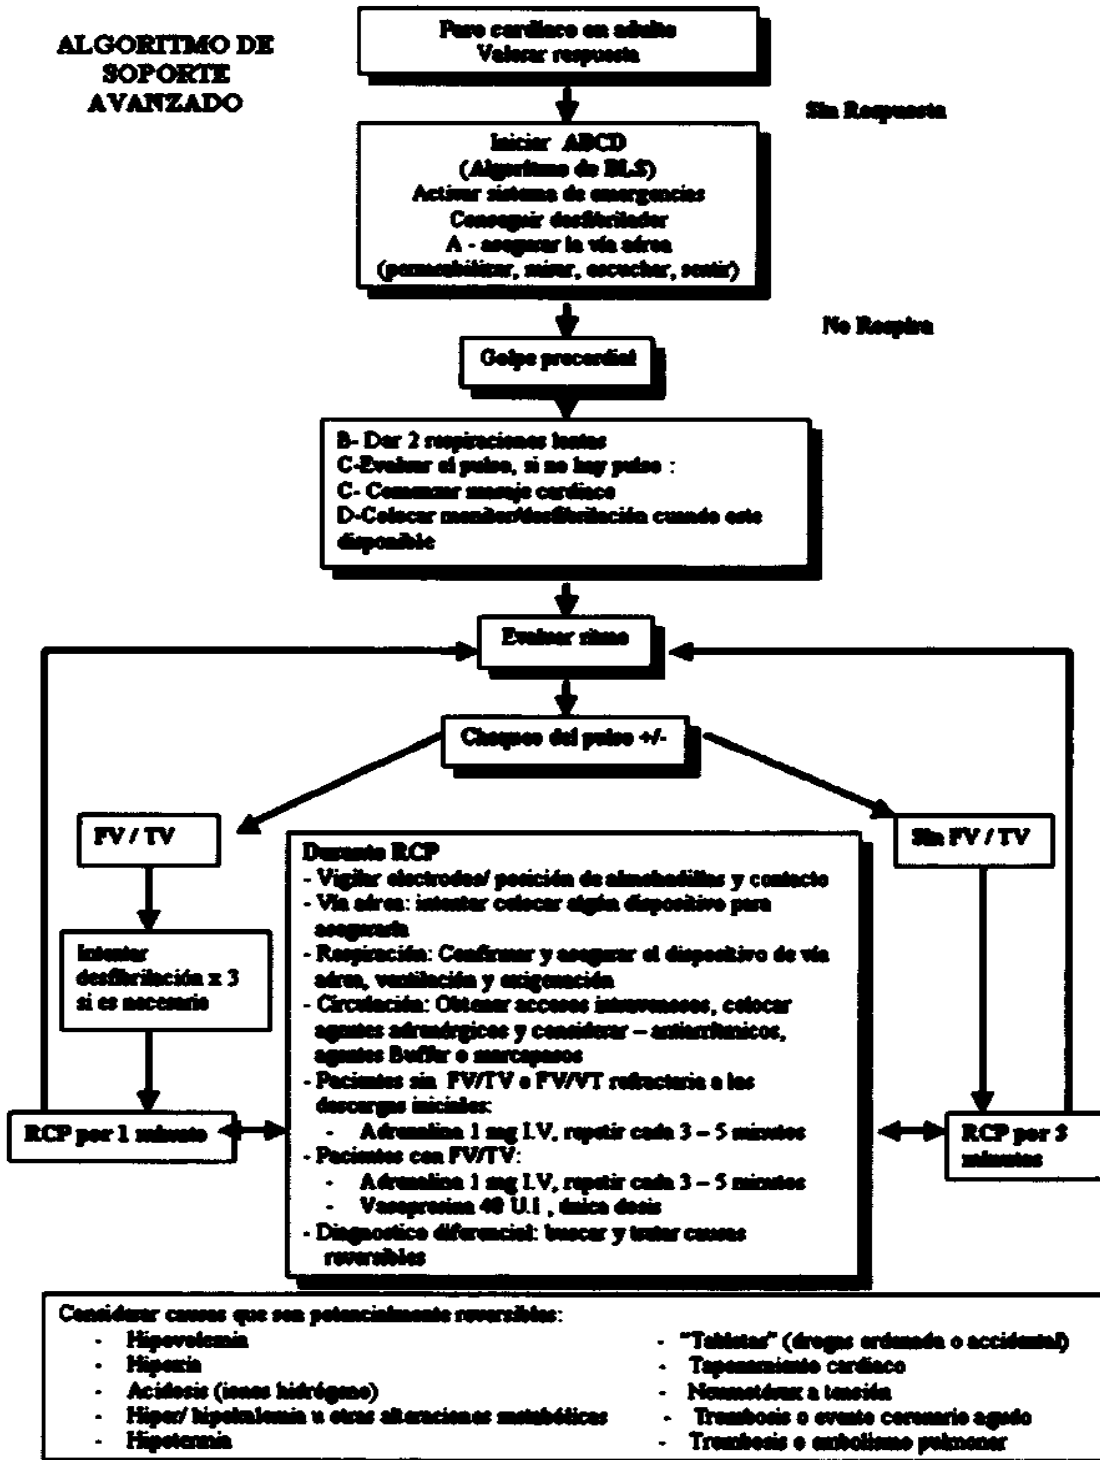 ALGORITMO DE
SOPORTE
AVANZADO
Paro cardíaco en adulto
Valorar respuesta
Sin Respuesta
Iniciar ABCD
(Algoritmo de BLS)
Activar sistema de emergencias
Conseguir desfibrilador
A - asegurar la vía aérea
(permeabilizar, mirar, escuchar, sentir)
No Respira
Golpe precordial
B- Dar 2 respiraciones lentas
C-Evaluar el pulso, si no hay pulso :
C- Comenzar masaje cardíaco
D-Colocar monitor/desfibrilación cuando este
disponible
Evaluar ritmo
Chequeo del pulso +/-
FV / TV
Sin FV / TV
Intentar
desfibrilación x 3
si es necesario
RCP por 1 minuto
Durante RCP
- Vigilar electrodos/ posición de almohadillas y contacto
- Vía aérea: intentar colocar algún dispositivo para
asegurarla
- Respiración: Confirmar y asegurar el dispositivo de vía
aérea, ventilación y oxigenación
- Circulación: Obtener accesos intravenosos, colocar
agentes adrenérgicos y considerar – antiarrítmicos,
agentes Buffer o marcapasos
- Pacientes sin FV/TV o FV/VT refractaria a las
descargas iniciales:
- Adrenalina 1 mg I.V, repetir cada 3 – 5 minutos
- Pacientes con FV/TV:
- Adrenalina 1 mg I.V, repetir cada 3 – 5 minutos
- Vasopresina 40 U.I , única dosis
- Diagnostico diferencial: buscar y tratar causas
reversibles
RCP por 3
minutos
Considerar causas que son potencialmente reversibles:
- Hipovolemia
- Hipoxia
- Acidosis (iones hidrógeno)
- Hiper/ hipokalemia u otras alteraciones metabólicas
- Hipotermia
- "Tabletas" (drogas ordenada o accidental)
- Taponamiento cardíaco
- Neumotórax a tensión
- Trombosis o evento coronario agudo
- Trombosis o embolismo pulmonar